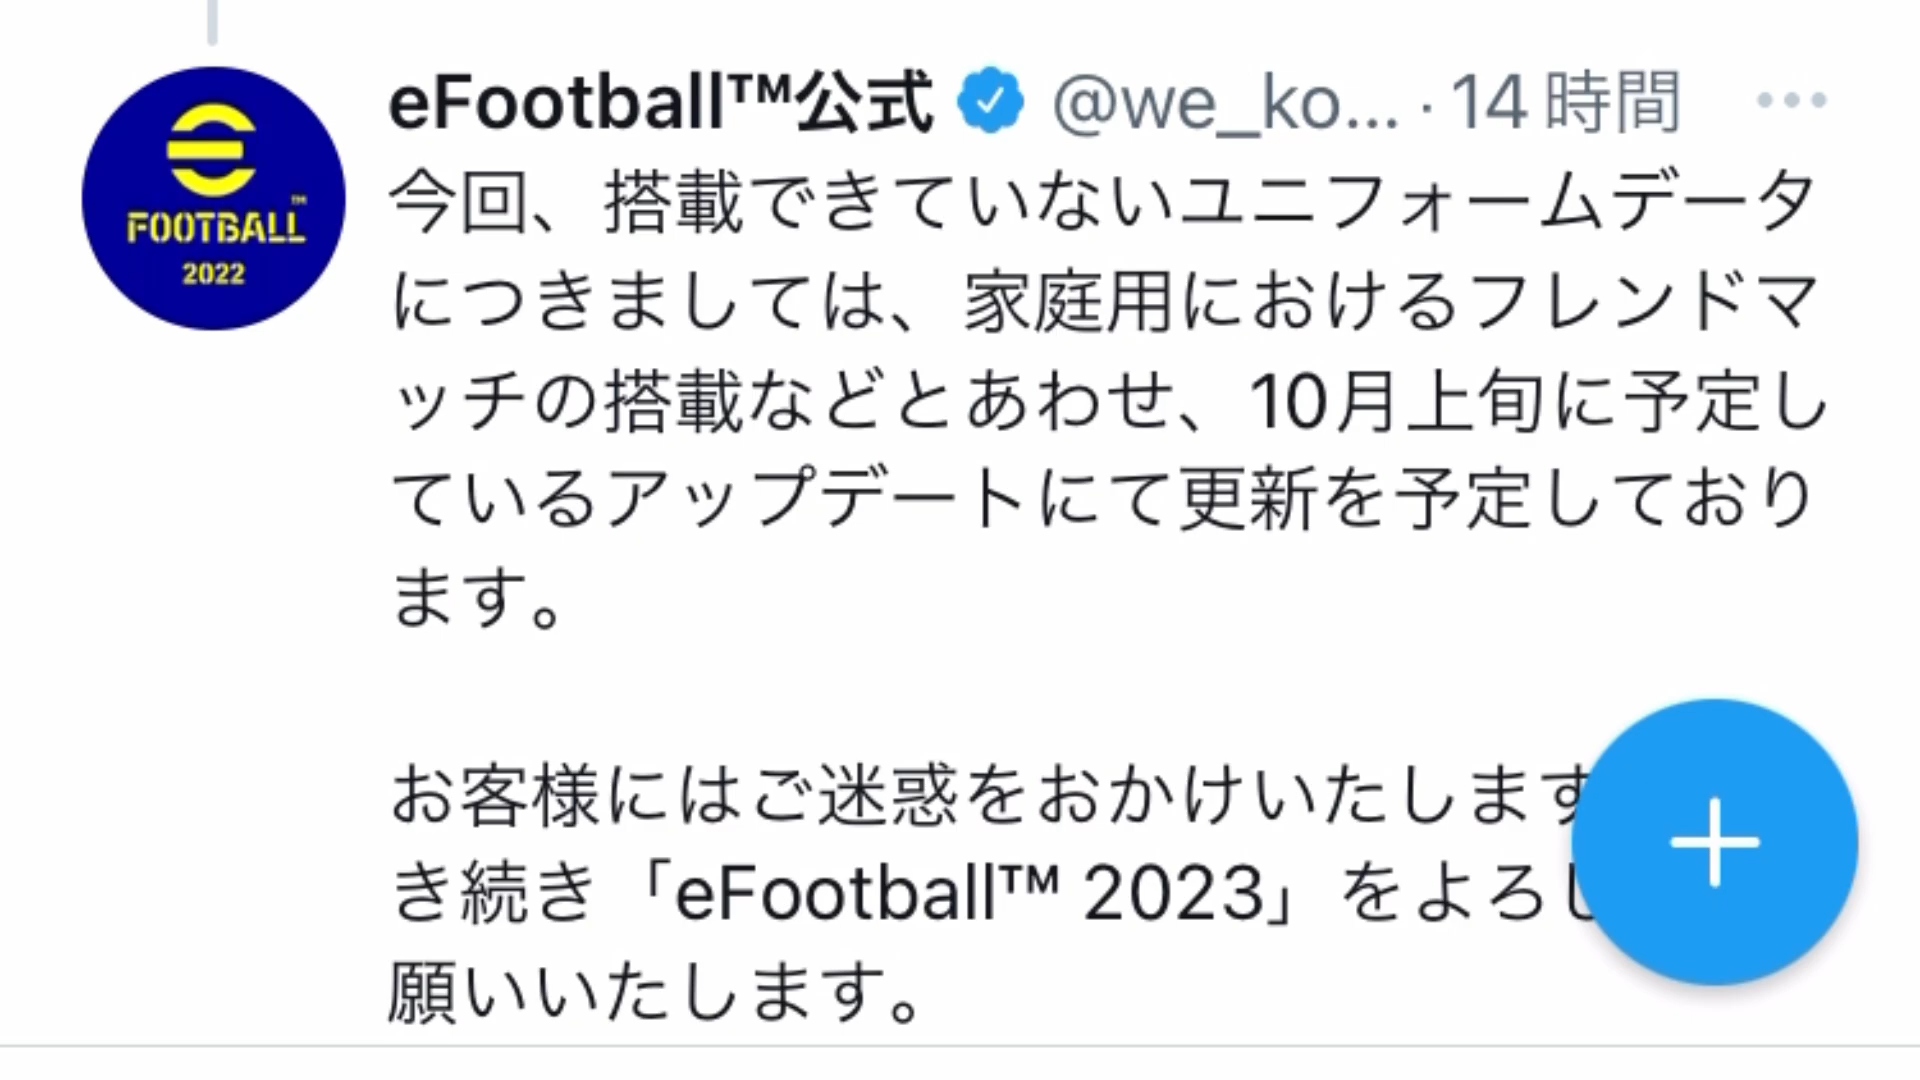 eFootball™公式 @we_ko... · 14 時間
今回、搭載できていないユニフォームデータ
につきましては、家庭用におけるフレンドマ
ッチの搭載などとあわせ、10月上旬に予定し
ているアップデートにて更新を予定しており
ます。
お客様にはご迷惑をおかけいたします
き続き「eFootball™ 2023」をよろし
願いいたします。
FOOTBALL™
2022